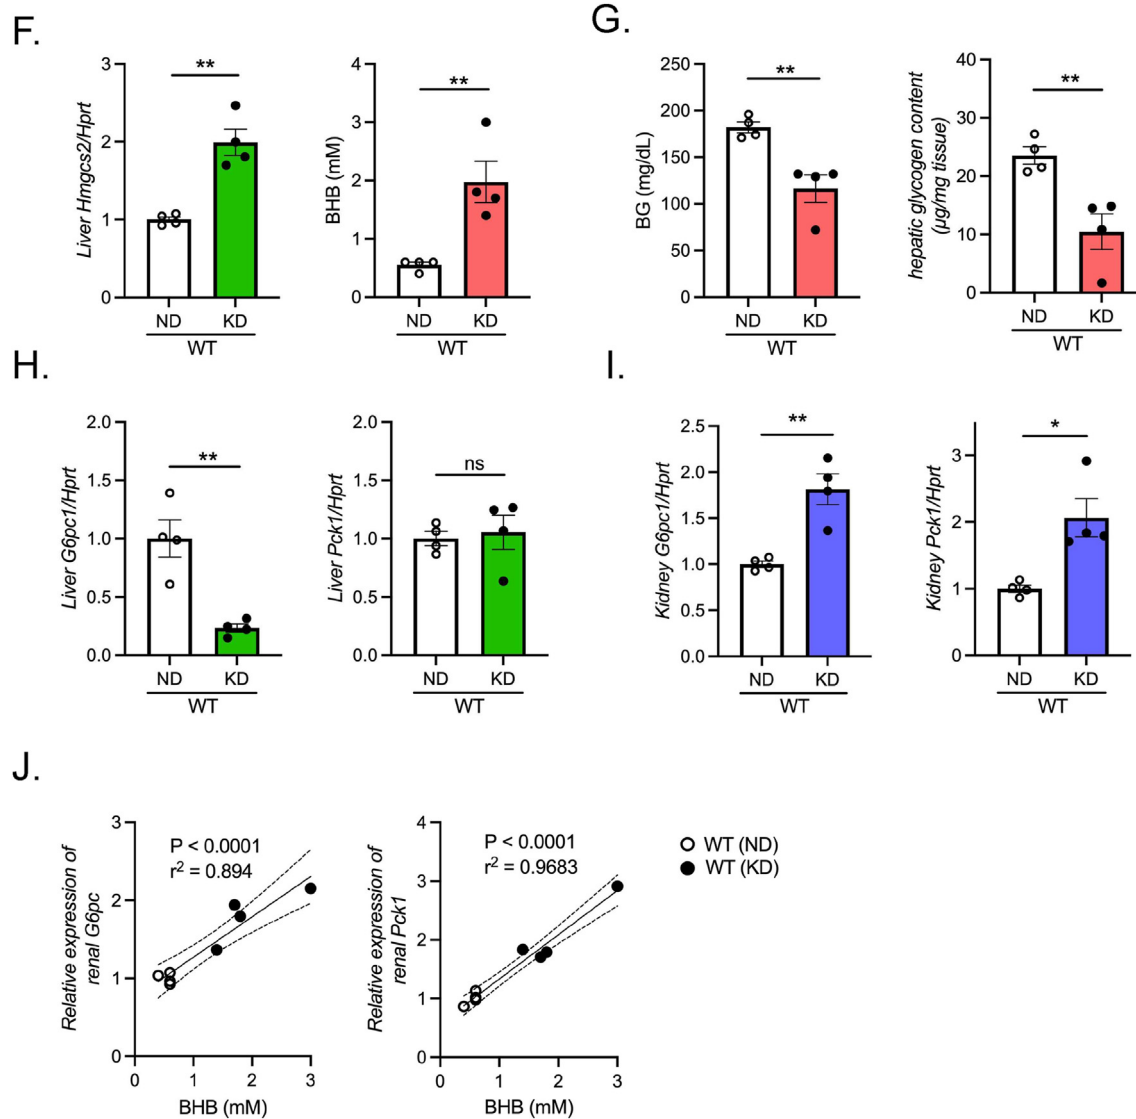 F.
Liver Hmgcs2/Hprt
3
2
1
0
**
ND
KD
WT
BHB (mM)
4
3
2
1
0
**
ND
KD
WT
G.
BG (mg/dL)
250
200
150
100
50
0
**
ND
KD
WT
hepatic glycogen content
(µg/mg tissue)
40
30
20
10
0
**
ND
KD
WT
H.
Liver G6pc1/Hprt
2.0
1.5
1.0
0.5
0.0
**
ND
KD
WT
Liver Pck1/Hprt
2.0
1.5
1.0
0.5
0.0
ns
ND
KD
WT
I.
Kidney G6pc1/Hprt
2.5
2.0
1.5
1.0
0.5
0.0
**
ND
KD
WT
Kidney Pck1/Hprt
3
2
1
0
*
ND
KD
WT
J.
Relative expression of
renal G6pc
3
2
1
0
P < 0.0001
r² = 0.894
0 1 2 3
BHB (mM)
Relative expression of
renal Pck1
4
3
2
1
0
P < 0.0001
r² = 0.9683
0 1 2 3
BHB (mM)
WT (ND)
WT (KD)